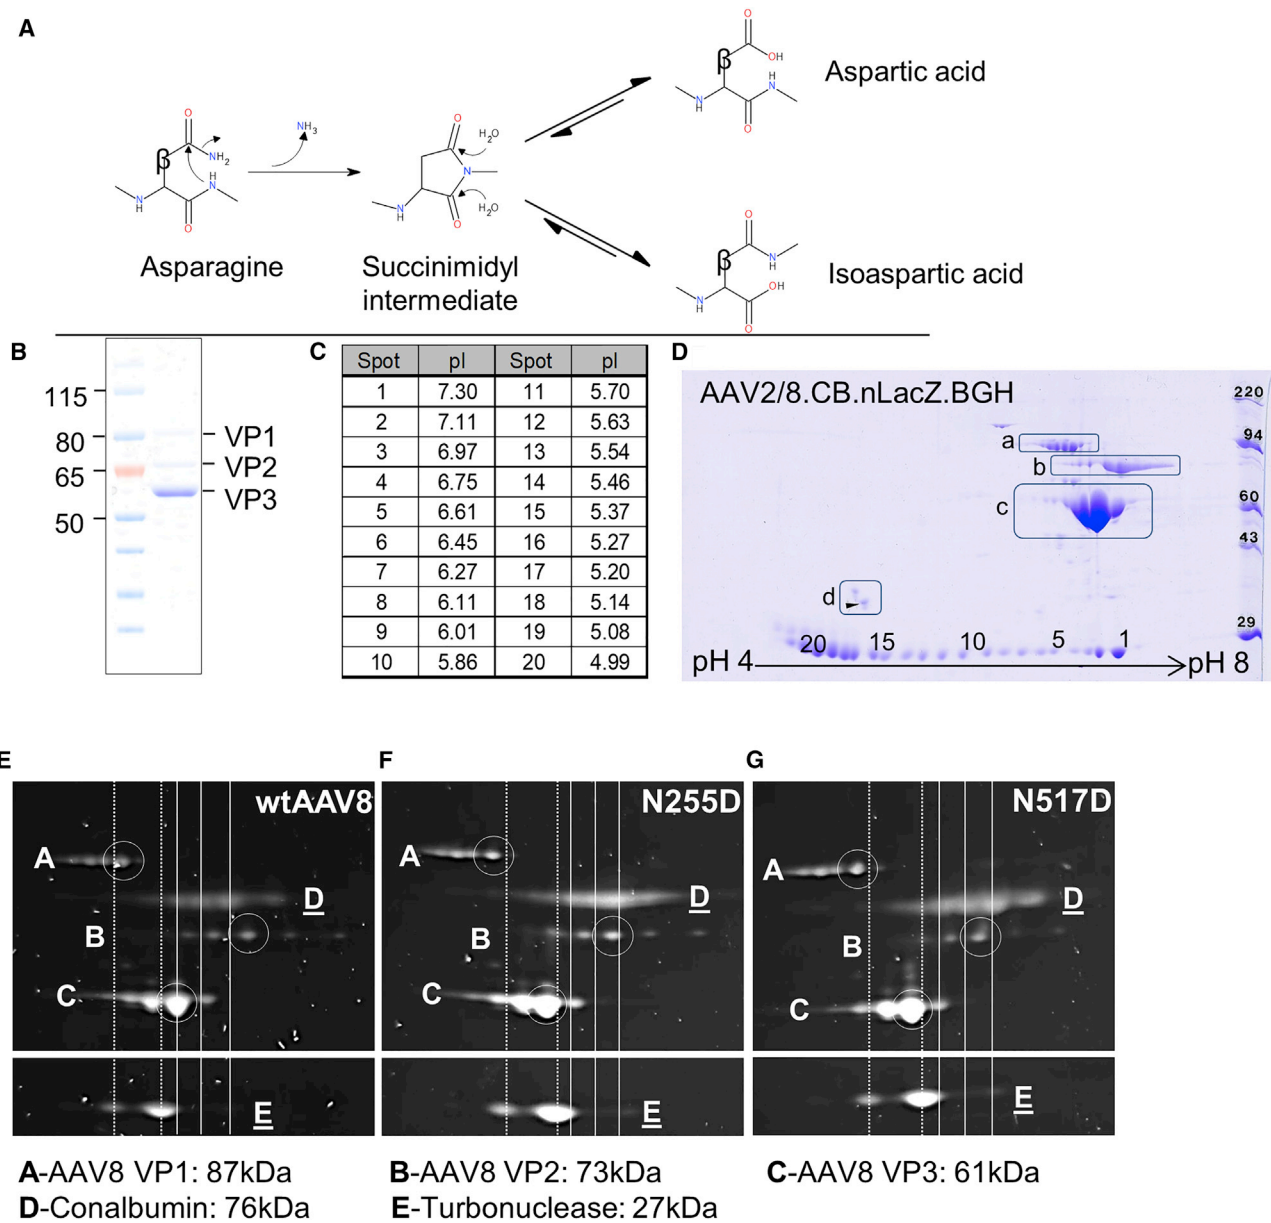 A
O
NH₂
β
H
N
N
H
O
Asparagine
NH₃
O
H₂O
N
H₂O
N
H
O
Succinimidyl
intermediate
O
OH
β
H
N
N
H
O
Aspartic acid
O
β
N
H
OH
N
H
O
Isoaspartic acid
B
115
80
65
50
VP1
VP2
VP3
C
Spot pI Spot pI
1 7.30 11 5.70
2 7.11 12 5.63
3 6.97 13 5.54
4 6.75 14 5.46
5 6.61 15 5.37
6 6.45 16 5.27
7 6.27 17 5.20
8 6.11 18 5.14
9 6.01 19 5.08
10 5.86 20 4.99
D
AAV2/8.CB.nLacZ.BGH
a
b
c
d
220
94
60
43
29
20 15 10 5 1
pH 4 pH 8
E
wtAAV8
A
D
B
C
E
F
N255D
A
D
B
C
E
G
N517D
A
D
B
C
E
A-AAV8 VP1: 87kDa
B-AAV8 VP2: 73kDa
C-AAV8 VP3: 61kDa
D-Conalbumin: 76kDa
E-Turbonuclease: 27kDa